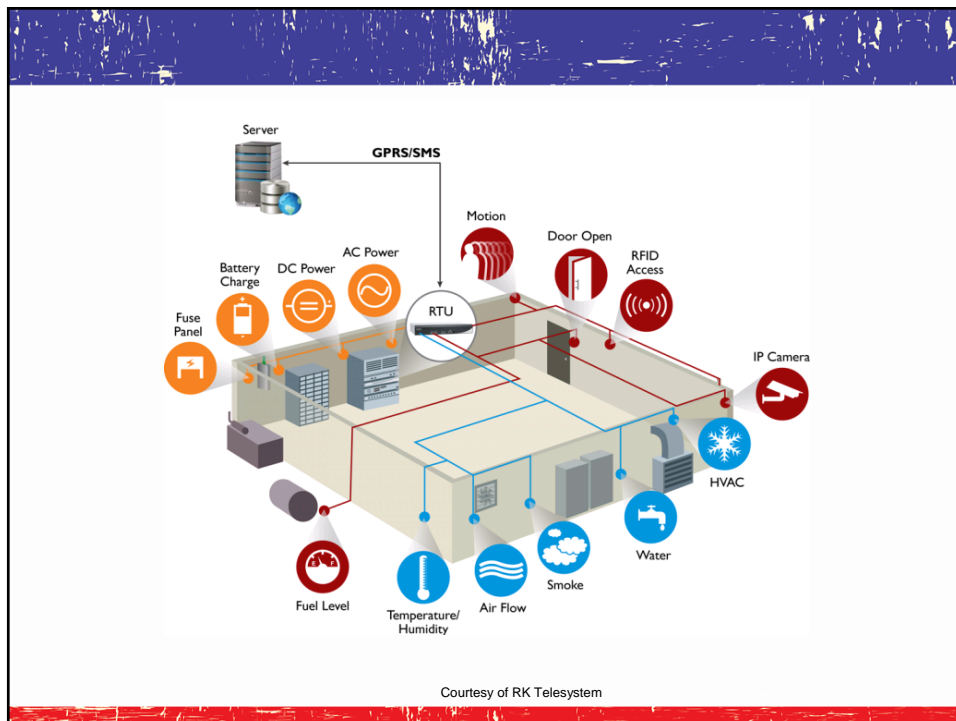 Server
GPRS/SMS
Motion
Door Open
RFID
Access
AC Power
DC Power
Battery
Charge
Fuse
Panel
RTU
IP Camera
HVAC
Water
Smoke
Air Flow
Temperature/
Humidity
E F
Fuel Level
Courtesy of RK Telesystem